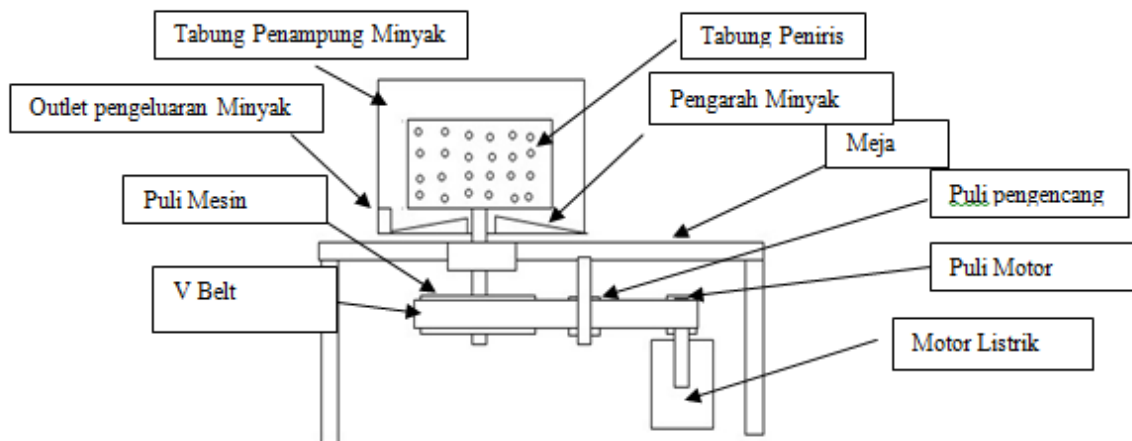 Tabung Penampung Minyak
Tabung Peniris
Outlet pengeluaran Minyak
Pengarah Minyak
Meja
Puli Mesin
Puli pengencang
V Belt
Puli Motor
Motor Listrik